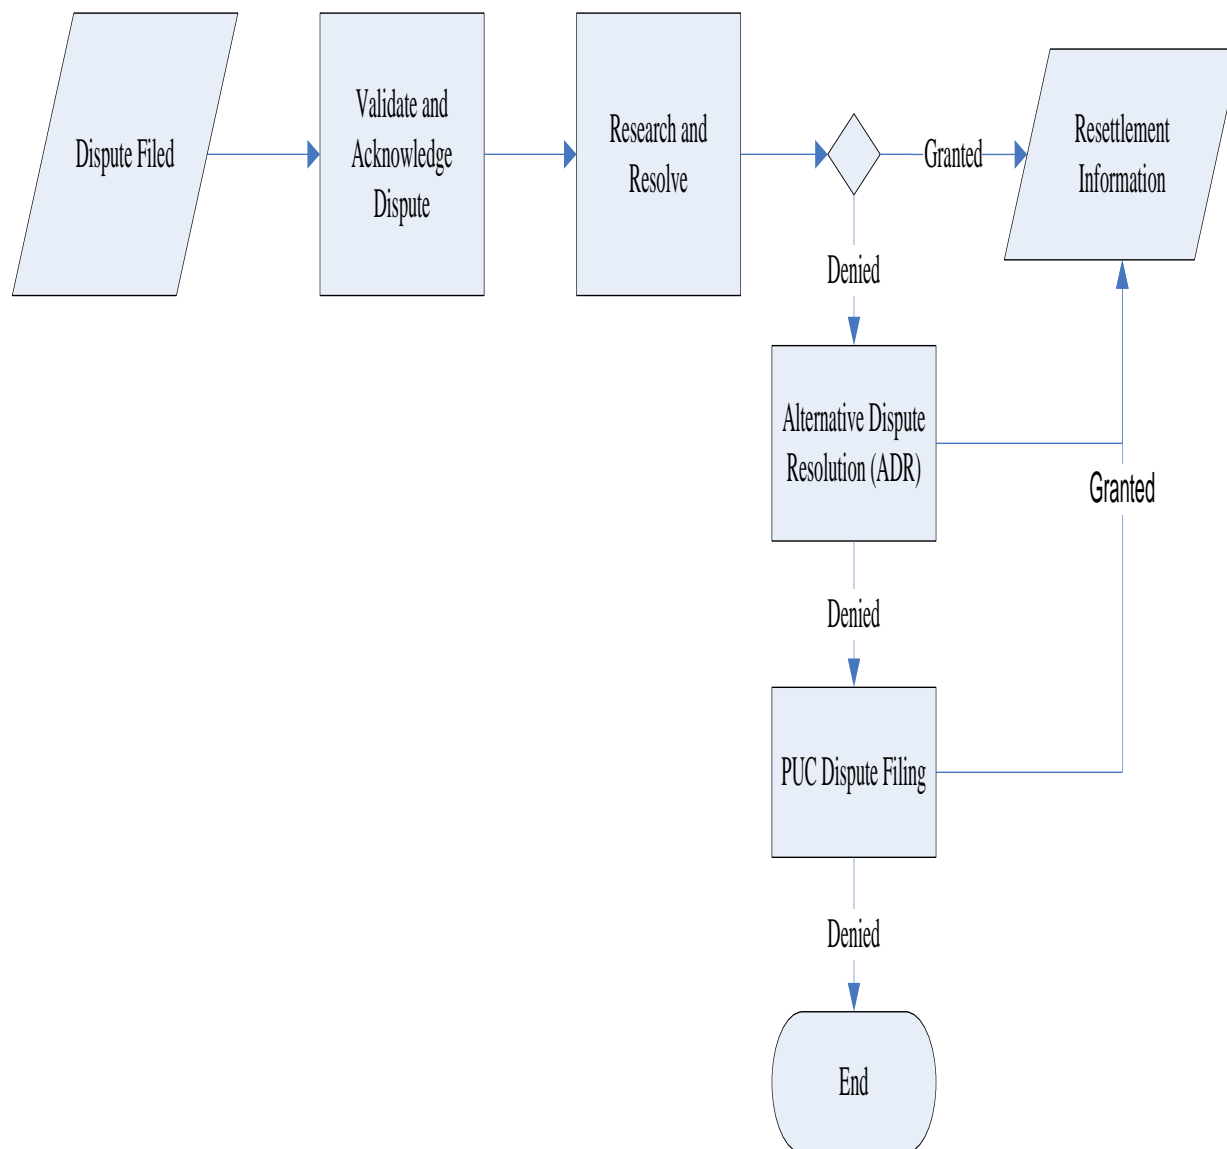 Dispute Filed
Validate and
Acknowledge
Dispute
Research and
Resolve
Granted
Resettlement
Information
Denied
Alternative Dispute
Resolution (ADR)
Granted
Denied
PUC Dispute Filing
Denied
End